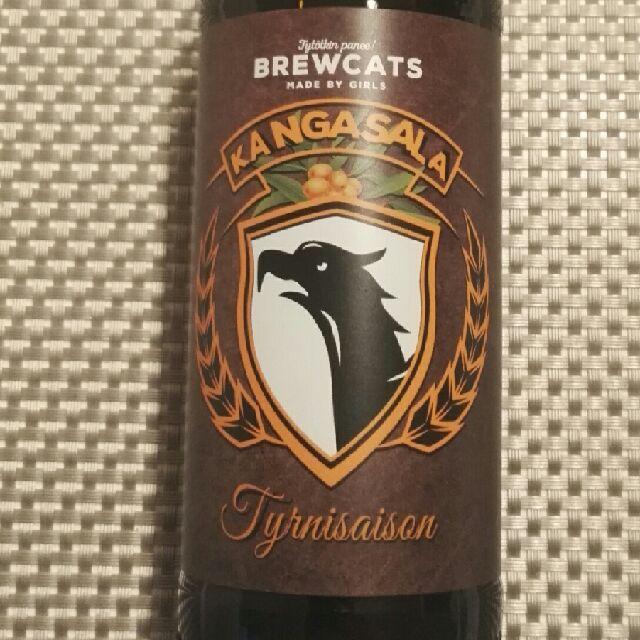 Tytötkin panee!
BREWCATS
MADE BY GIRLS
KANGASALA
Tyrnisaison